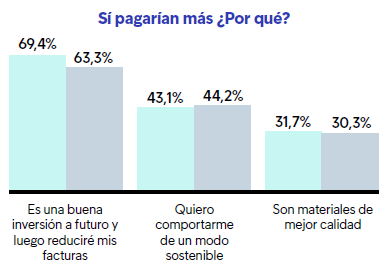 Sí pagarían más ¿Por qué?
69,4%
63,3%
43,1%
44,2%
31,7%
30,3%
Es una buena
inversión a futuro y
luego reduciré mis
facturas
Quiero
comportarme
de un modo
sostenible
Son materiales de
mejor calidad